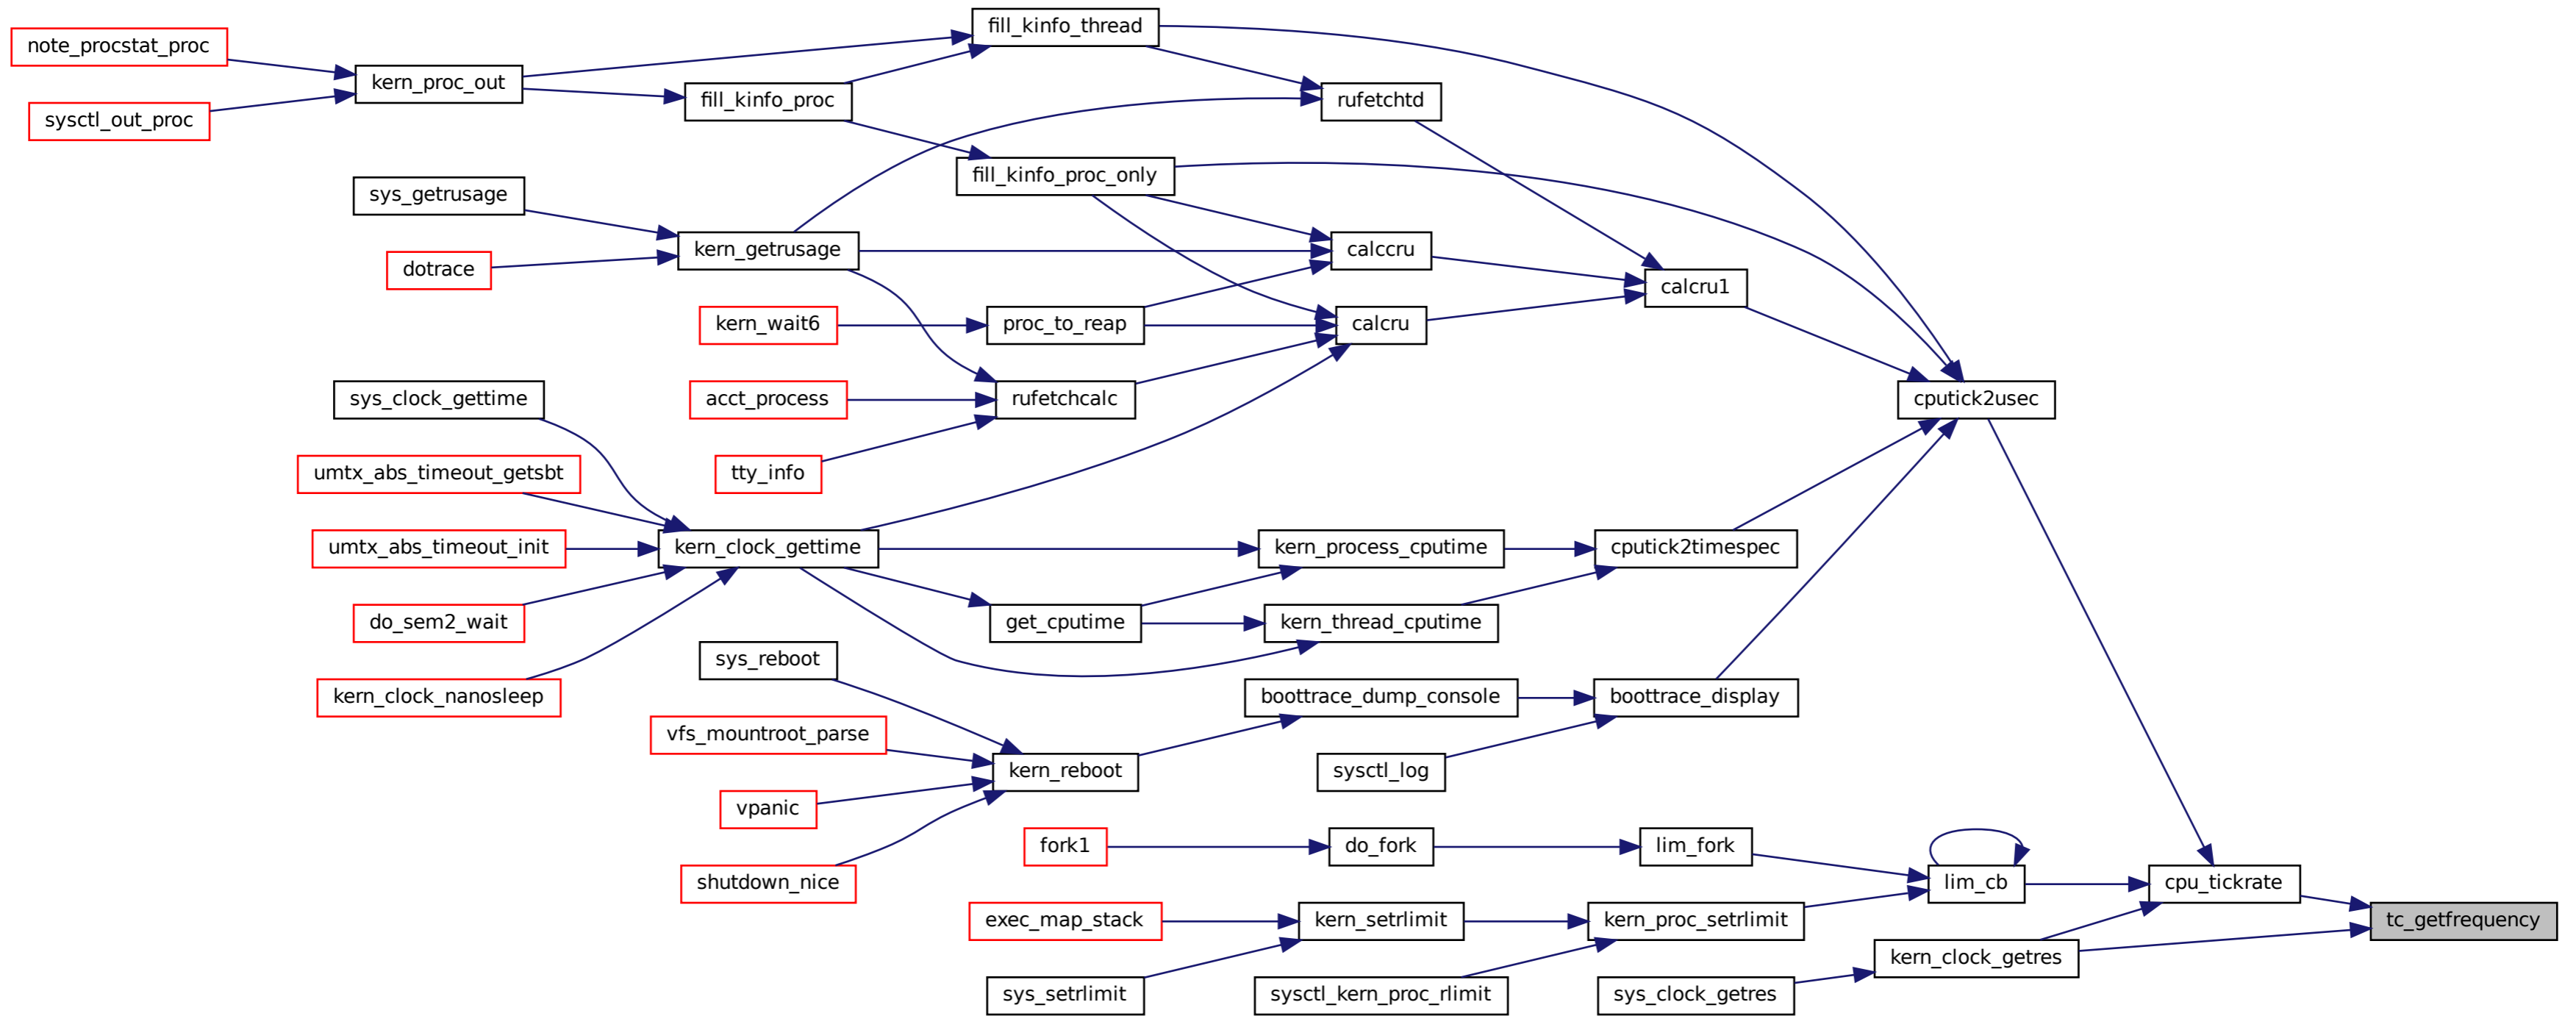 fill_kinfo_thread
note_procstat_proc
kern_proc_out
fill_kinfo_proc
rufetchtd
sysctl_out_proc
fill_kinfo_proc_only
sys_getrusage
kern_getrusage
calccru
dotrace
calcru1
kern_wait6
proc_to_reap
calcru
sys_clock_gettime
acct_process
rufetchcalc
cputick2usec
umtx_abs_timeout_getsbt
tty_info
umtx_abs_timeout_init
kern_clock_gettime
kern_process_cputime
cputick2timespec
do_sem2_wait
get_cputime
kern_thread_cputime
sys_reboot
kern_clock_nanosleep
boottrace_dump_console
boottrace_display
vfs_mountroot_parse
kern_reboot
sysctl_log
vpanic
fork1
do_fork
lim_fork
shutdown_nice
lim_cb
cpu_tickrate
exec_map_stack
kern_setrlimit
kern_proc_setrlimit
tc_getfrequency
kern_clock_getres
sys_setrlimit
sysctl_kern_proc_rlimit
sys_clock_getres